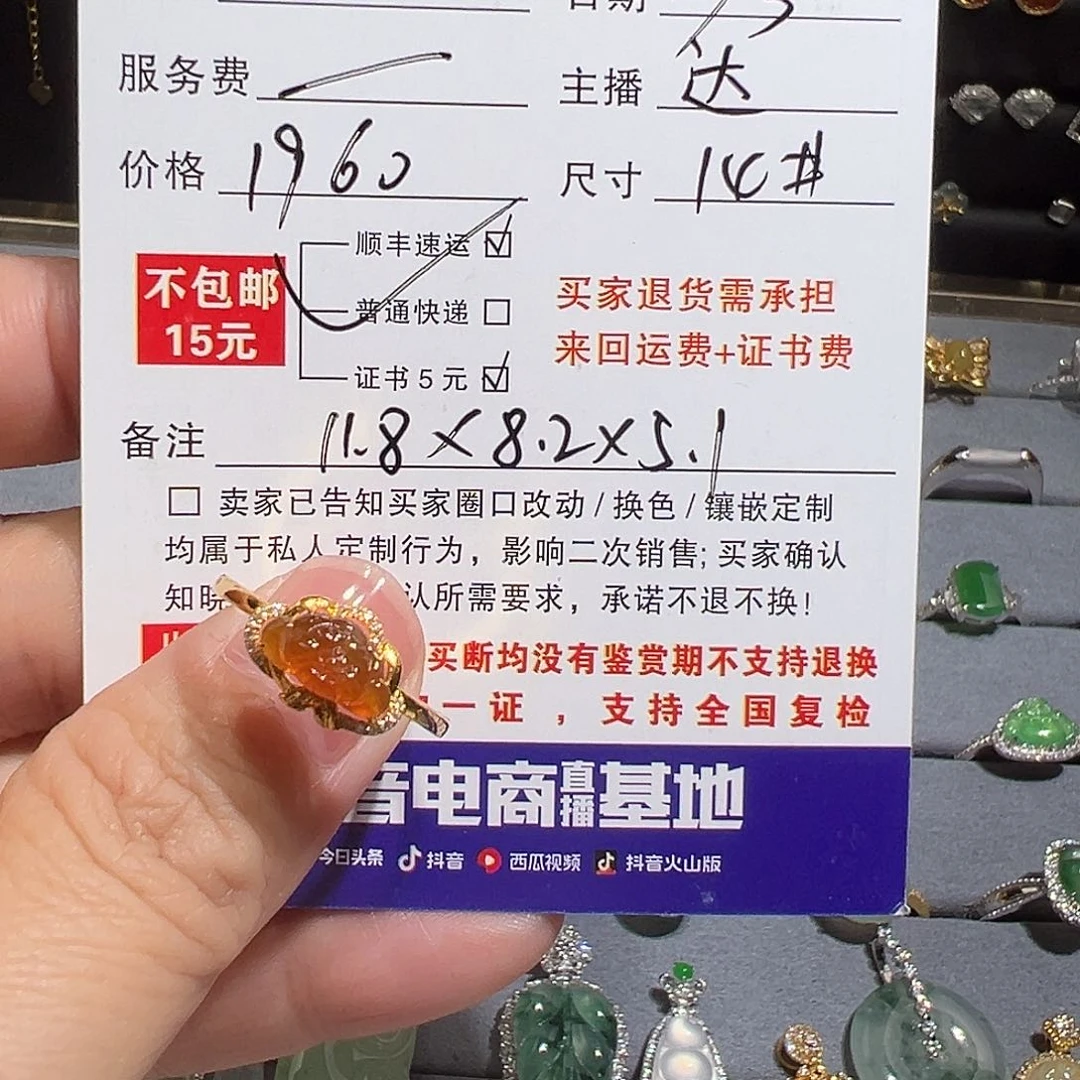 日期
服务费 主播 达
价格 1960 尺寸 14#
顺丰速运 ☑
不包邮 普通快递 □
15元
证书5元 ☑
买家退货需承担
来回运费+证书费
备注 11.8×8.2×5.1
□ 卖家已告知买家圈口改动/换色/镶嵌定制
均属于私人定制行为，影响二次销售;买家确认
知晓 认所需要求，承诺不退不换!
买断均没有鉴赏期不支持退换
一证，支持全国复检
音电商直播基地
今日头条 抖音 西瓜视频 抖音火山版